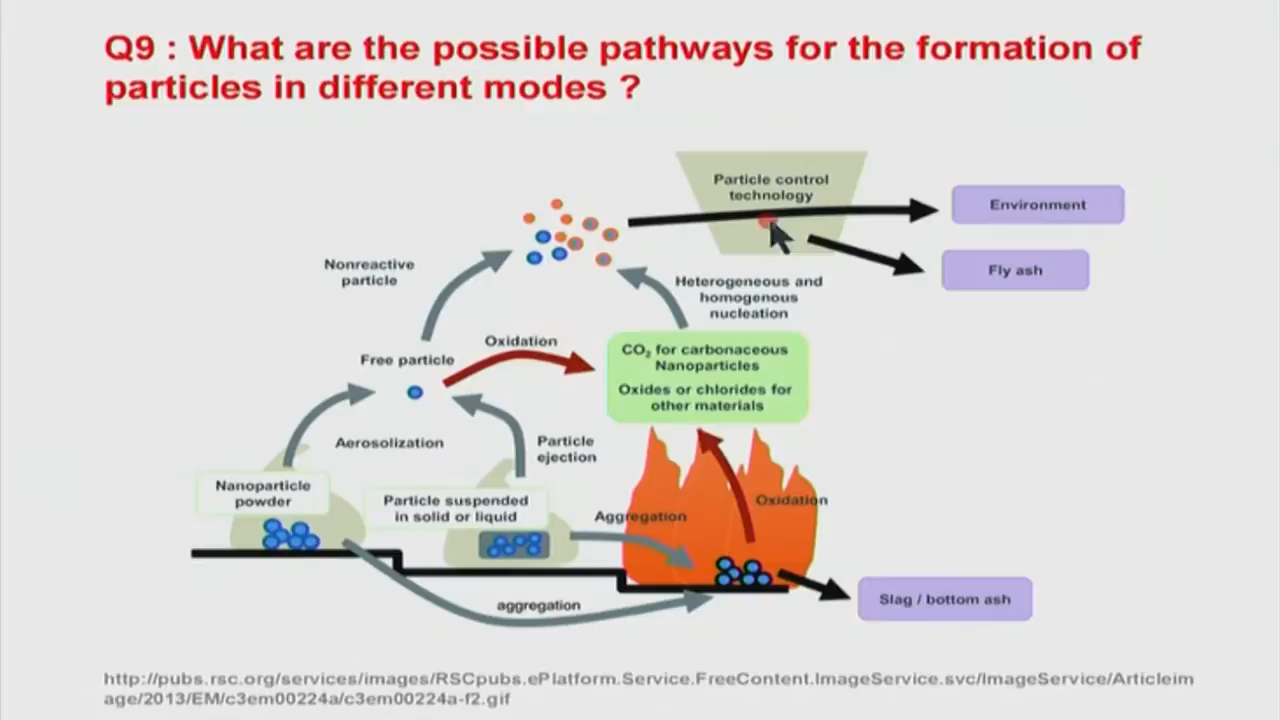 Q9 : What are the possible pathways for the formation of
particles in different modes ?
Particle control
technology
Environment
Fly ash
Nonreactive
particle
Heterogeneous and
homogenous
nucleation
Oxidation
Free particle
CO₂ for carbonaceous
Nanoparticles
Oxides or chlorides for
other materials
Aerosolization
Particle
ejection
Nanoparticle
powder
Particle suspended
in solid or liquid
Aggregation
Oxidation
aggregation
Slag / bottom ash
http://pubs.rsc.org/services/images/RSCpubs.ePlatform.Service.FreeContent.ImageService.svc/ImageService/Articleim
age/2013/EM/c3em00224a/c3em00224a-f2.gif